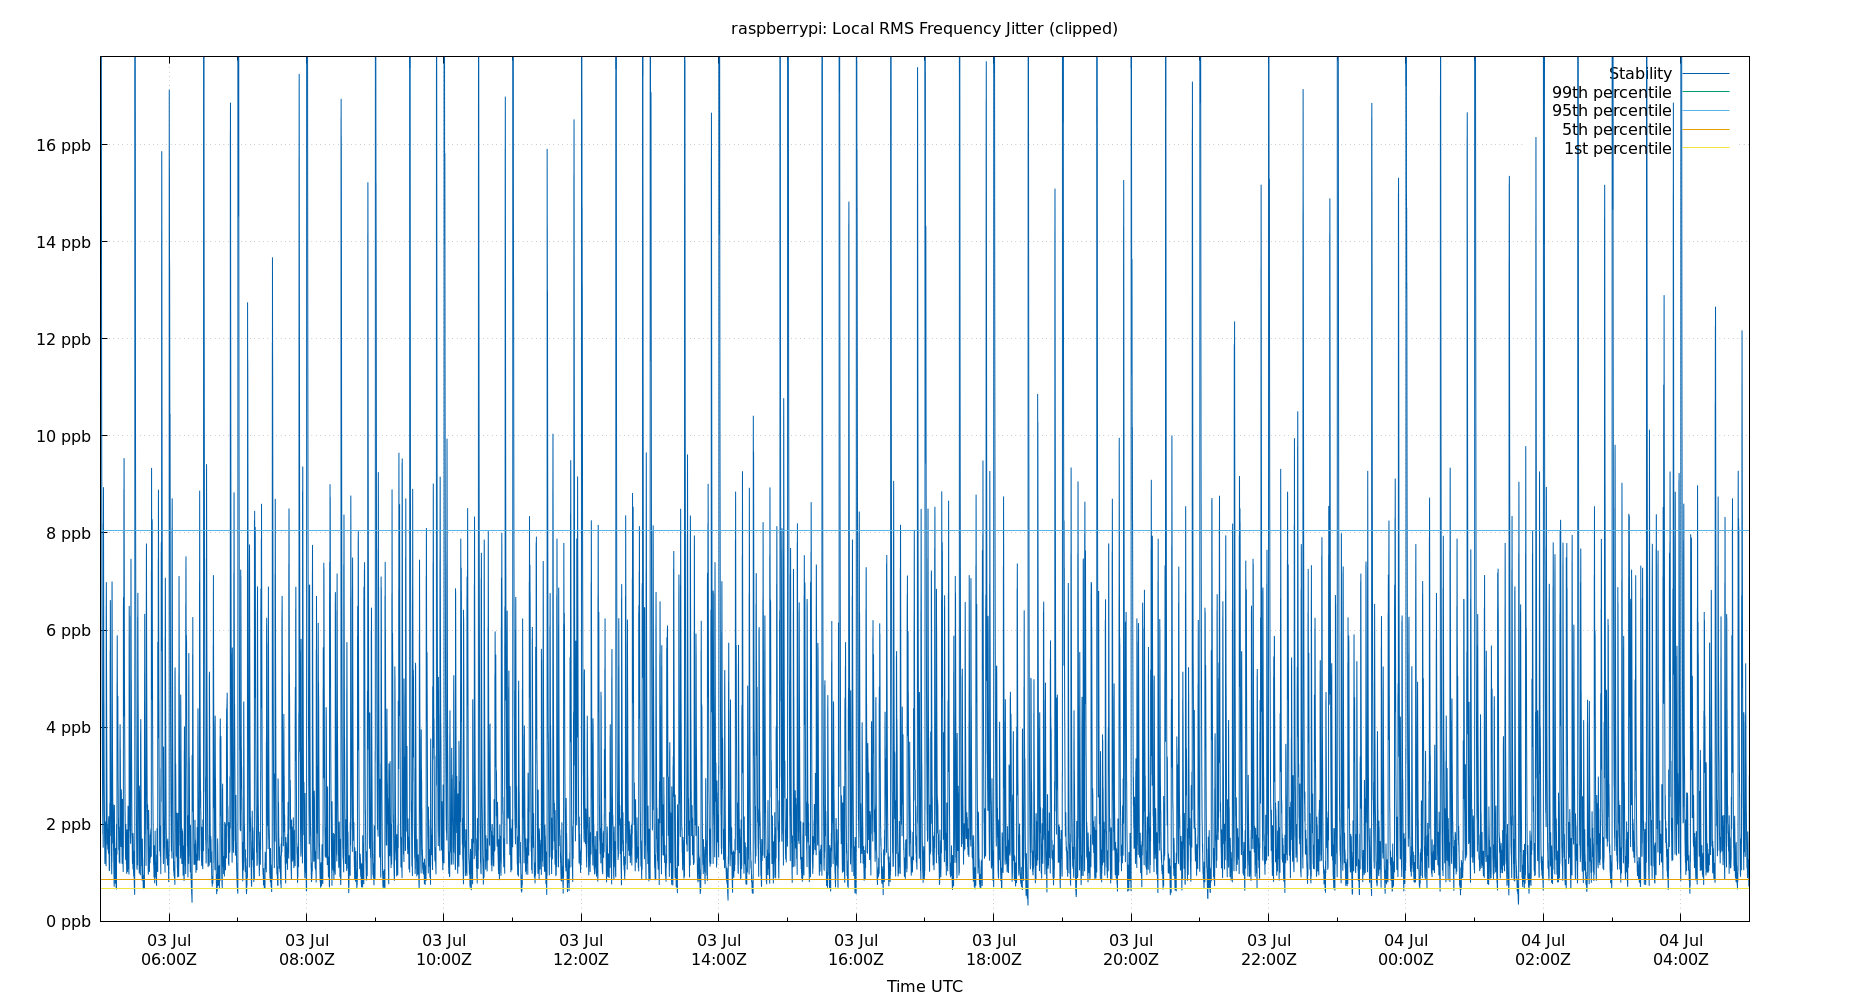 raspberrypi: Local RMS Frequency Jitter (clipped)
Stability
99th percentile
95th percentile
5th percentile
1st percentile
16 ppb
14 ppb
12 ppb
10 ppb
8 ppb
6 ppb
4 ppb
2 ppb
0 ppb
03 Jul 03 Jul 03 Jul 03 Jul 03 Jul 03 Jul 03 Jul 03 Jul 03 Jul 04 Jul 04 Jul 04 Jul
06:00Z 08:00Z 10:00Z 12:00Z 14:00Z 16:00Z 18:00Z 20:00Z 22:00Z 00:00Z 02:00Z 04:00Z
Time UTC